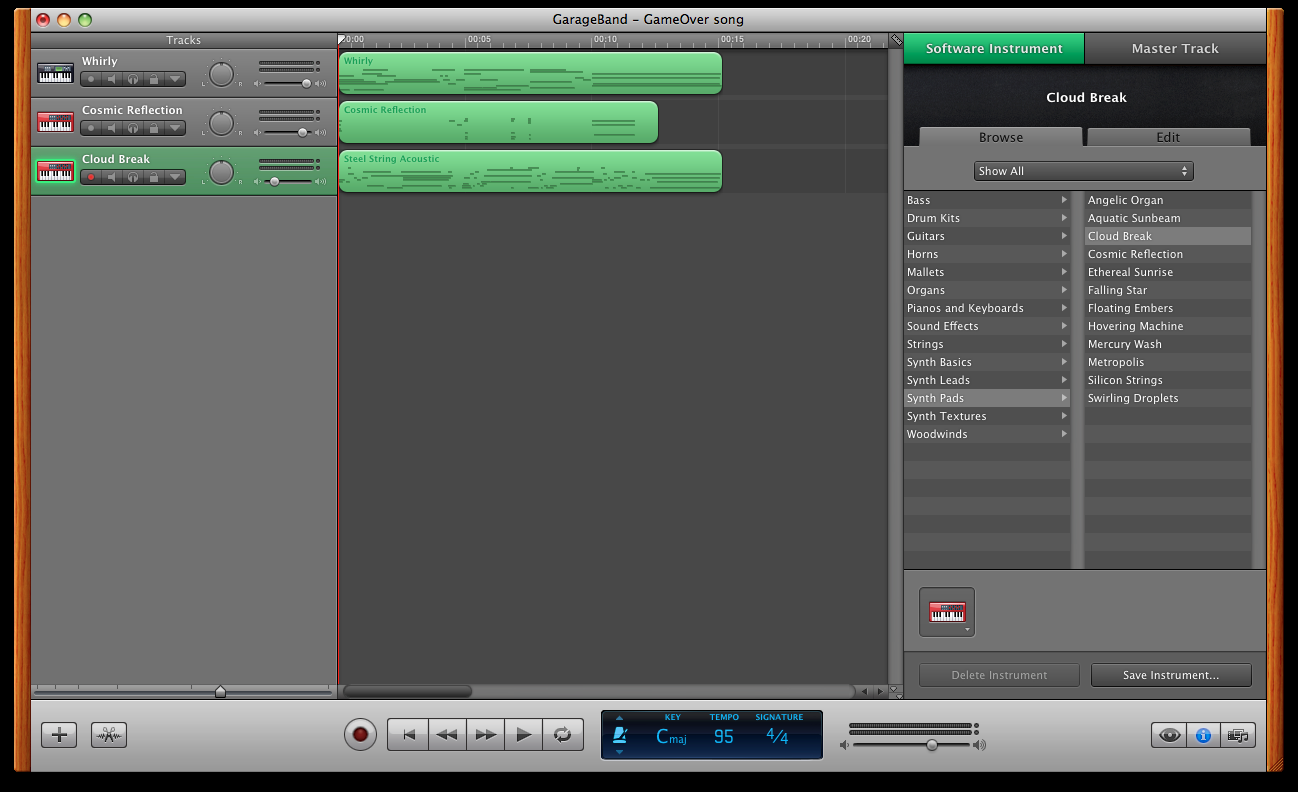 GarageBand – GameOver song
Tracks
0:00 00:05 00:10 00:15 00:20
Whirly
L R
Whirly
Cosmic Reflection
L R
Cosmic Reflection
Cloud Break
L R
Steel String Acoustic
Software Instrument
Master Track
Cloud Break
Browse
Edit
Show All
Bass
Drum Kits
Guitars
Horns
Mallets
Organs
Pianos and Keyboards
Sound Effects
Strings
Synth Basics
Synth Leads
Synth Pads
Synth Textures
Woodwinds
Angelic Organ
Aquatic Sunbeam
Cloud Break
Cosmic Reflection
Ethereal Sunrise
Falling Star
Floating Embers
Hovering Machine
Mercury Wash
Metropolis
Silicon Strings
Swirling Droplets
Delete Instrument
Save Instrument...
KEY TEMPO SIGNATURE
Cmaj 95 4/4